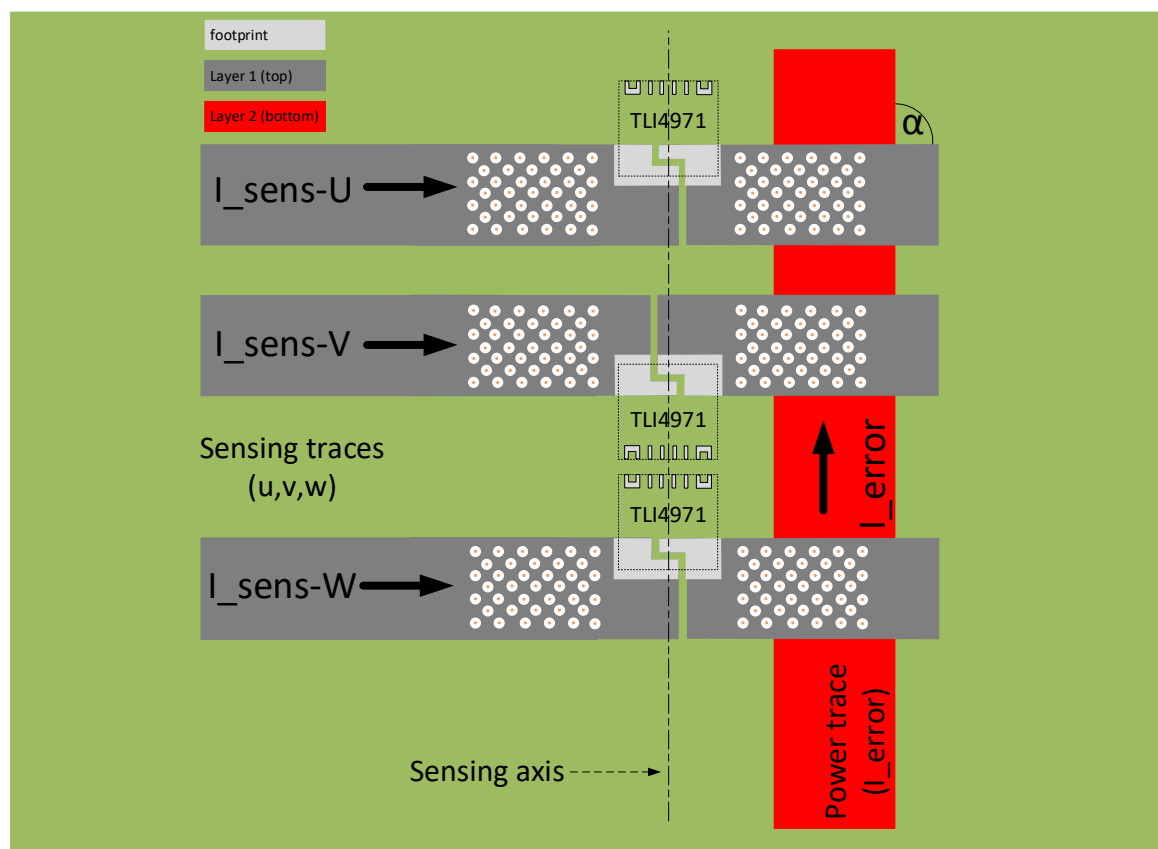 footprint
Layer 1 (top)
Layer 2 (bottom)
TLI4971
α
I_sens-U
I_sens-V
TLI4971
Sensing traces
(u,v,w)
TLI4971
I_error
I_sens-W
Power trace
(I_error)
Sensing axis